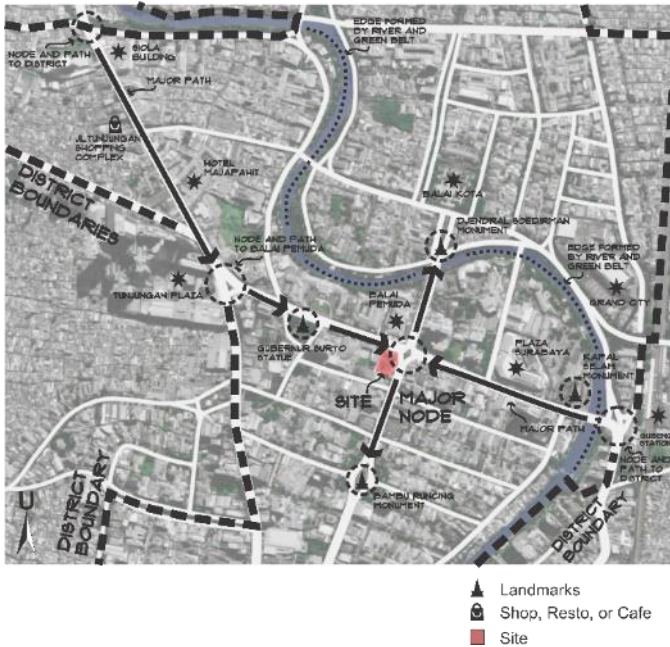 NODE AND PATH
TO DISTRICT
SIOLA
BUILDING
EDGE FORMED
BY RIVER AND
GREEN BELT
MAJOR PATH
JL.TUNJUNGAN
SHOPPING
COMPLEX
HOTEL
MAJAPAHIT
BALAI KOTA
DISTRICT
BOUNDARIES
DJENDRAL SOEDIRMAN
MONUMENT
NODE AND PATH
TO BALAI PEMUDA
EDGE FORMED
BY RIVER AND
GREEN BELT
TUNJUNGAN PLAZA
GRAND CITY
BALAI
PEMUDA
GUBERNUR SURYO
STATUE
PLAZA
SURABAYA
KAPAL
SELAM
MONUMENT
SITE
MAJOR
NODE
MAJOR PATH
GUBENG
STATION
NODE AND
PATH TO
DISTRICT
BAMBU RUNCING
MONUMENT
DISTRICT
BOUNDARY
DISTRICT
BOUNDARY
U
Landmarks
Shop, Resto, or Cafe
Site